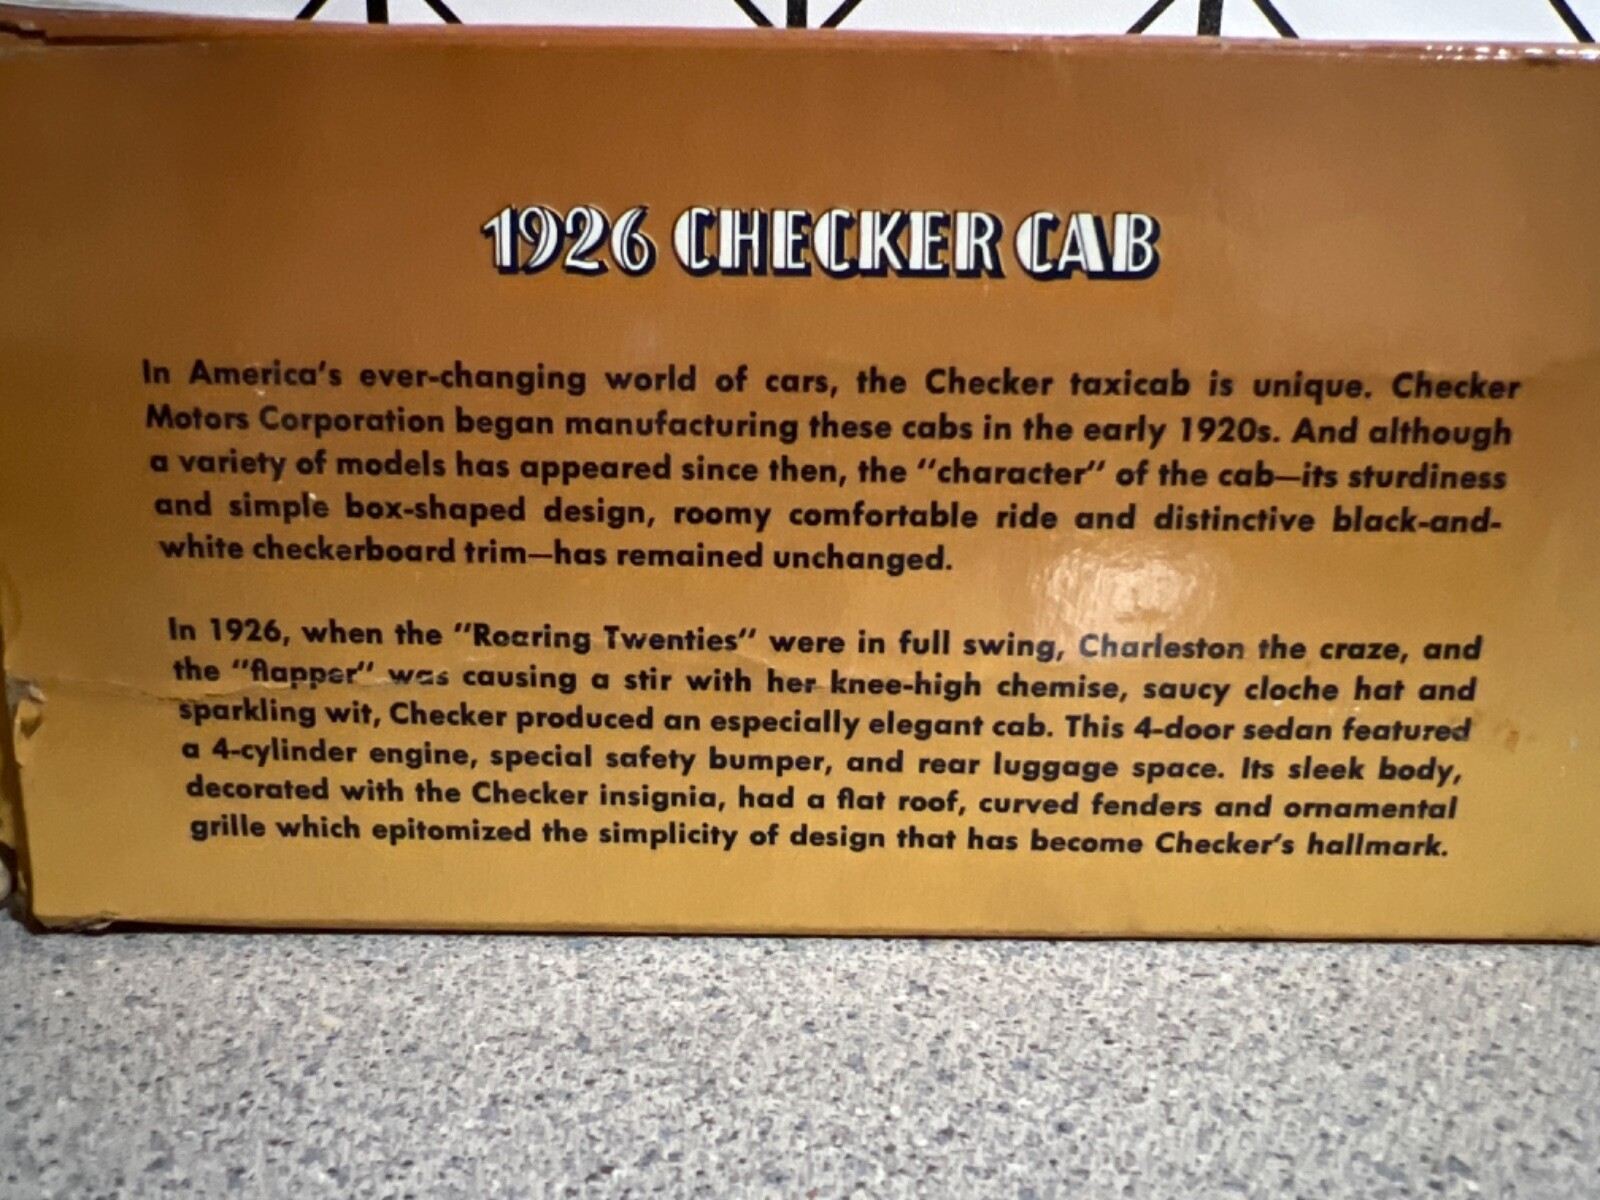 1926 CHECKER CAB
In America's ever-changing world of cars, the Checker taxicab is unique. Checker
Motors Corporation began manufacturing these cabs in the early 1920s. And although
a variety of models has appeared since then, the "character" of the cab—its sturdiness
and simple box-shaped design, roomy comfortable ride and distinctive black-and-
white checkerboard trim—has remained unchanged.
In 1926, when the "Roaring Twenties" were in full swing, Charleston the craze, and
the "flapper" was causing a stir with her knee-high chemise, saucy cloche hat and
sparkling wit, Checker produced an especially elegant cab. This 4-door sedan featured
a 4-cylinder engine, special safety bumper, and rear luggage space. Its sleek body,
decorated with the Checker insignia, had a flat roof, curved fenders and ornamental
grille which epitomized the simplicity of design that has become Checker's hallmark.